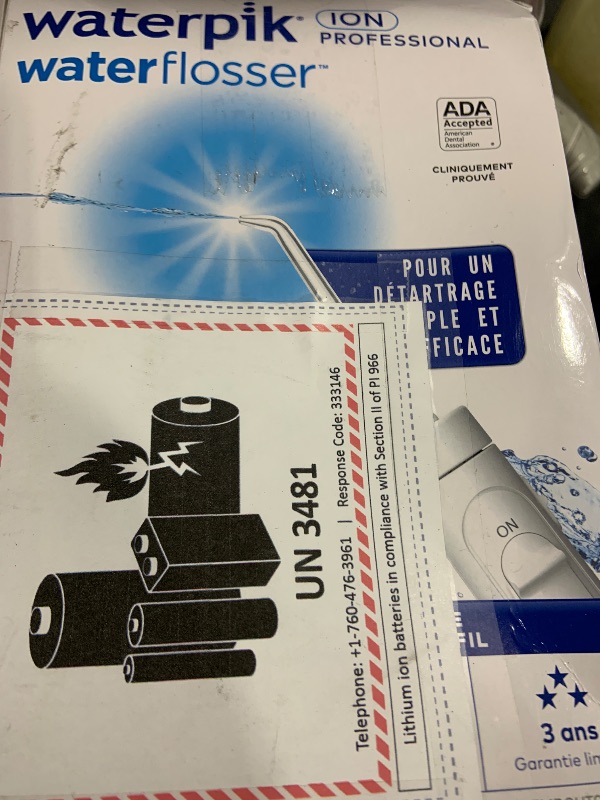 waterpik® ION
PROFESSIONAL
waterflosser™
ADA
Accepted
American
Dental
Association
CLINIQUEMENT
PROUVÉ
POUR UN
DÉTARTRAGE
PLE ET
FFICACE
UN 3481
Telephone: +1-760-476-3961 | Response Code: 333146
Lithium ion batteries in compliance with Section II of PI 966
ON
FIL
3 ans
Garantie lim